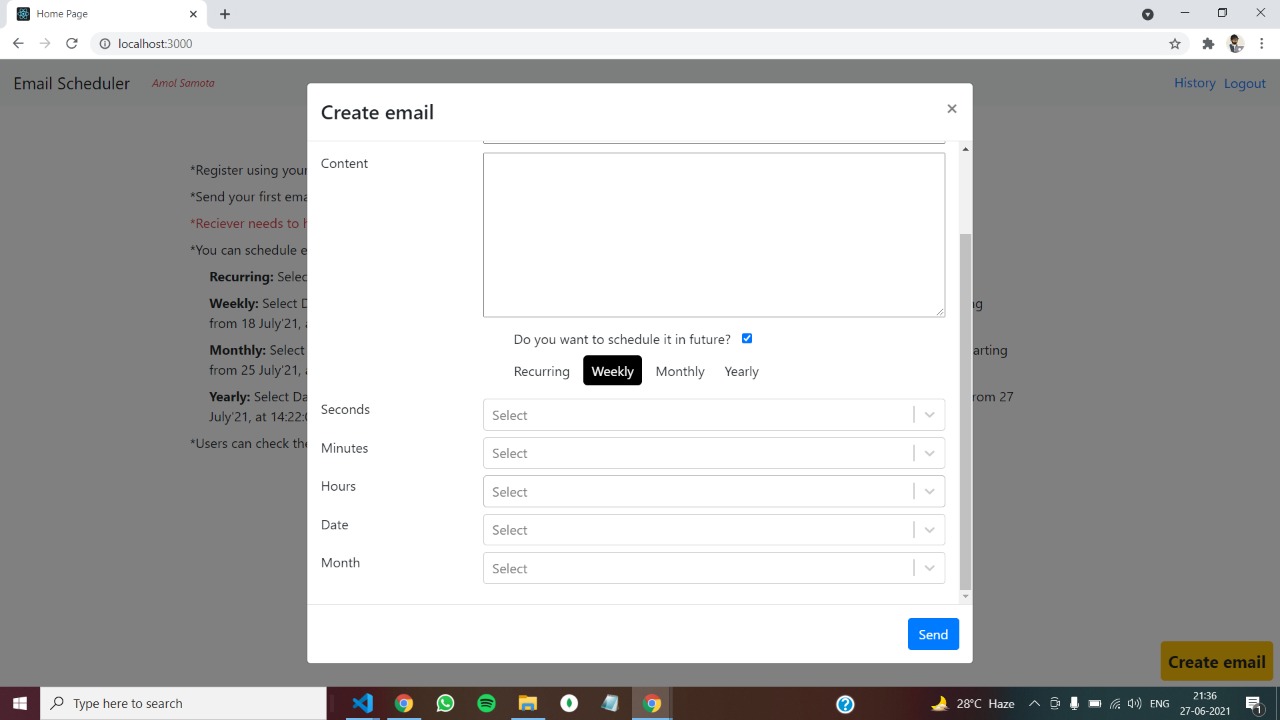 Home Page
localhost:3000
Email Scheduler Amol Samota History Logout
Create email
*Register using your
*Send your first ema
*Reciever needs to h
*You can schedule e
Recurring: Selec
Weekly: Select D
from 18 July'21, a
Monthly: Select
arting
from 25 July'21, a
Yearly: Select Da
rom 27
July'21, at 14:22:0
*Users can check the
Content
Do you want to schedule it in future?
Recurring Weekly Monthly Yearly
Seconds Select
Minutes Select
Hours Select
Date Select
Month Select
Send
Create email
Type here to search
28°C Haze
ENG
21:36
27-06-2021
1